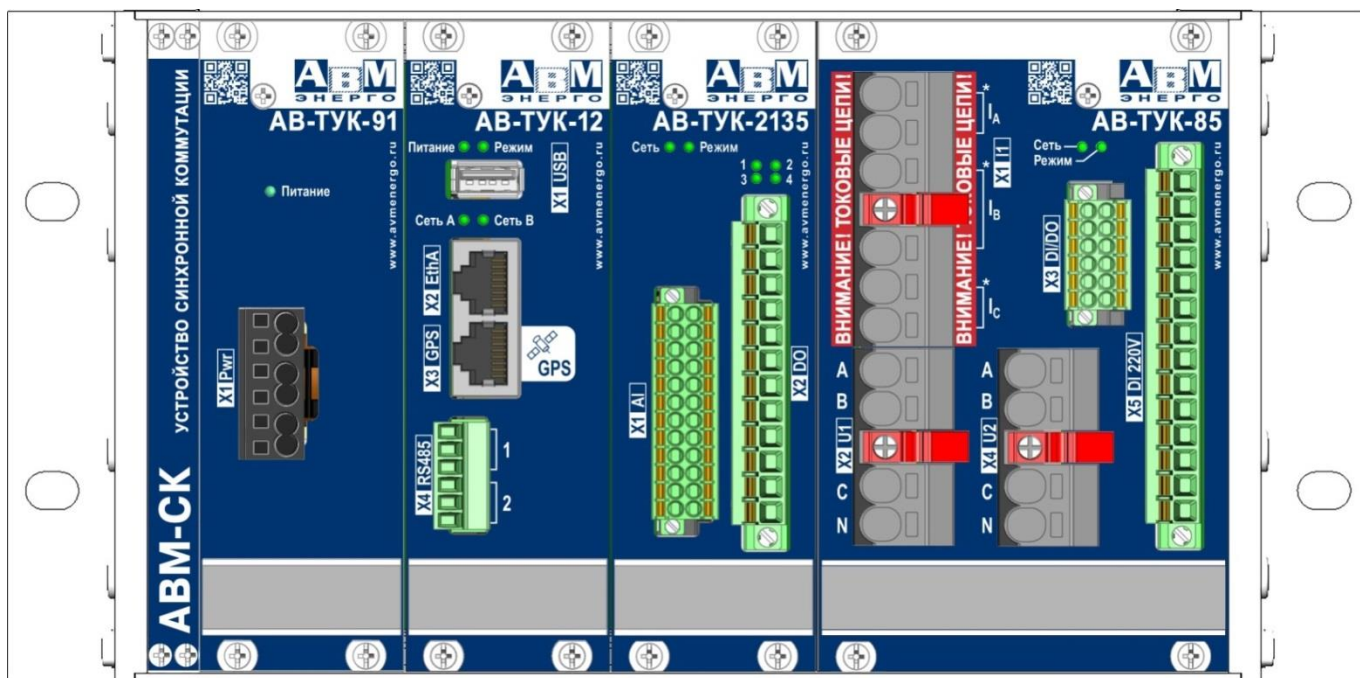 УСТРОЙСТВО СИНХРОННОЙ КОММУТАЦИИ
АВМ-СК
АВМ
ЭНЕРГО
АВ-ТУК-91
Питание
www.avmenergo.ru
X1 Pwr
АВМ
ЭНЕРГО
АВ-ТУК-12
Питание Режим
X1 USB
www.avmenergo.ru
Сеть A Сеть B
X2 EthA
X3 GPS
GPS
X4 RS485
1
2
АВМ
ЭНЕРГО
АВ-ТУК-2135
Сеть Режим
1 2
3 4
www.avmenergo.ru
X1 AI
X2 DO
ВНИМАНИЕ! ТОКОВЫЕ ЦЕПИ!
ВНИМАНИЕ! ТОКОВЫЕ ЦЕПИ!
* IA
* IB
* IC
X1 I1
A
B
X2 U1
C
N
АВМ
ЭНЕРГО
АВ-ТУК-85
Сеть
Режим
X3 DI/DO
www.avmenergo.ru
A
B
X4 U2
C
N
X5 DI 220V